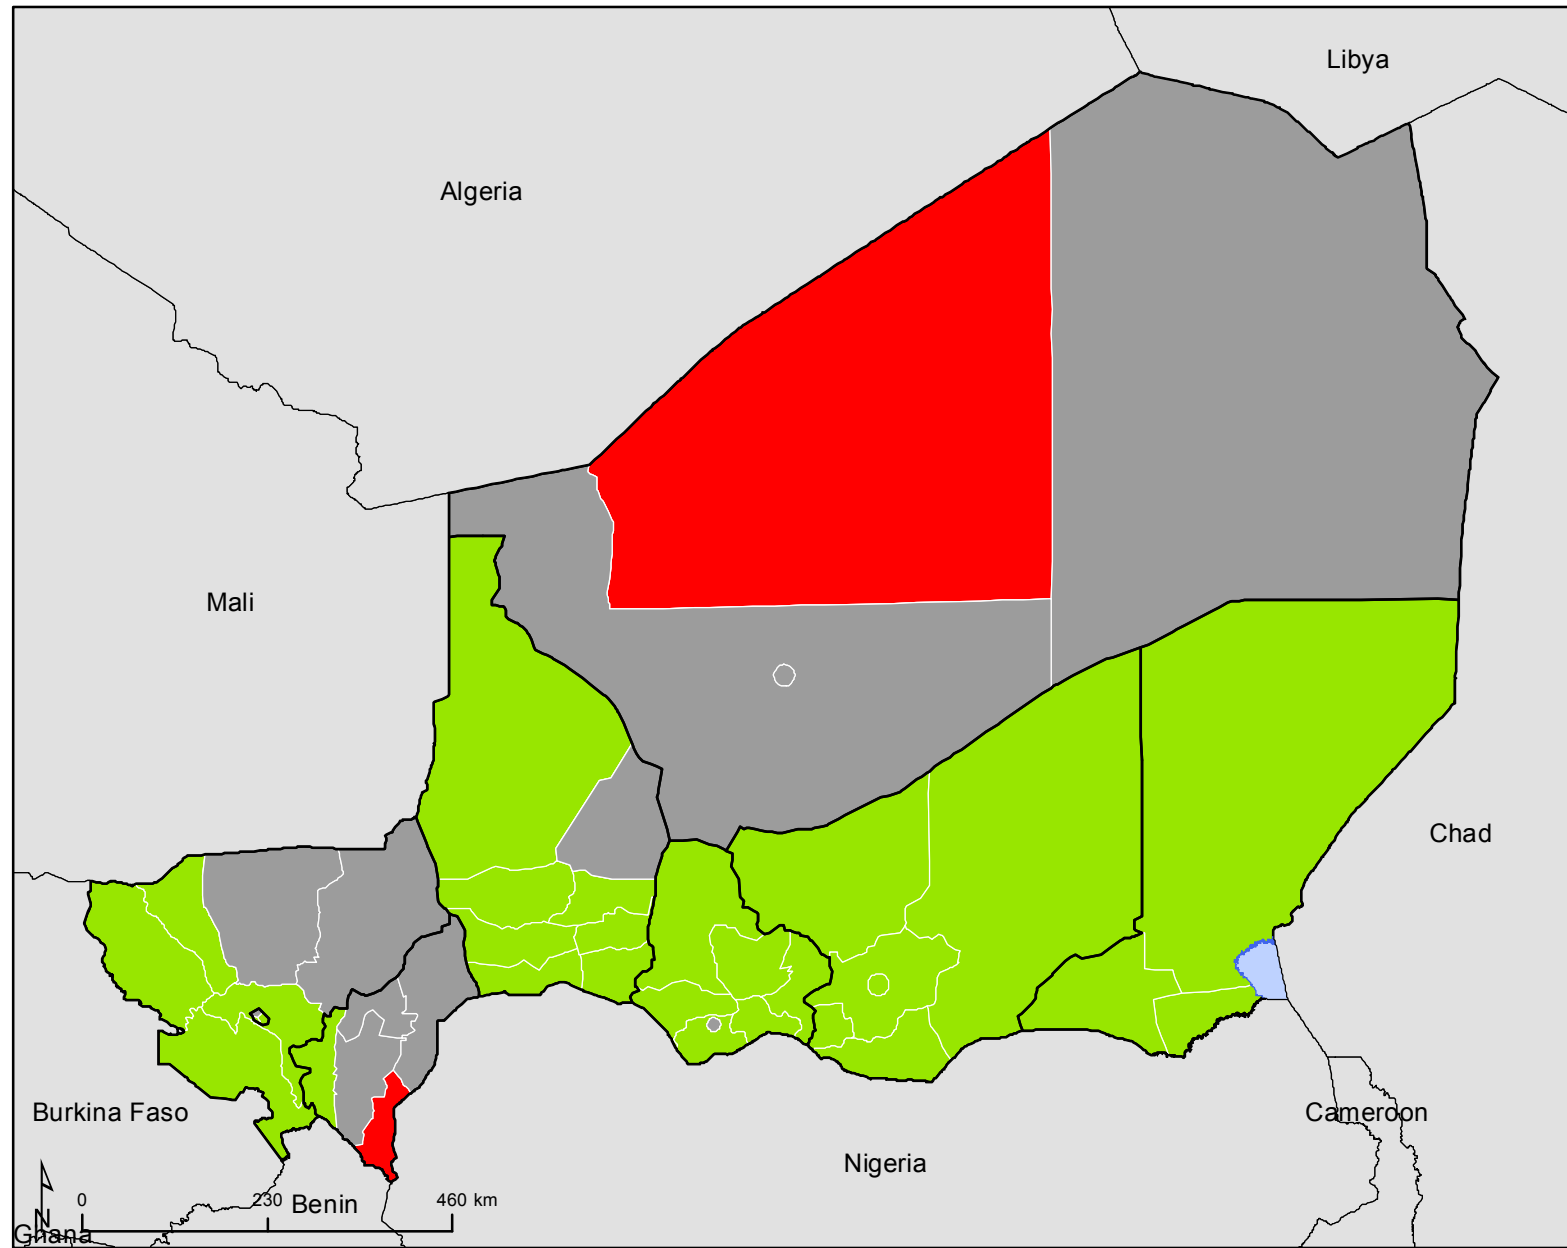 Libya
Algeria
Mali
Chad
Burkina Faso
Cameroon
Nigeria
Benin
0 230 460 km
N
Ghana